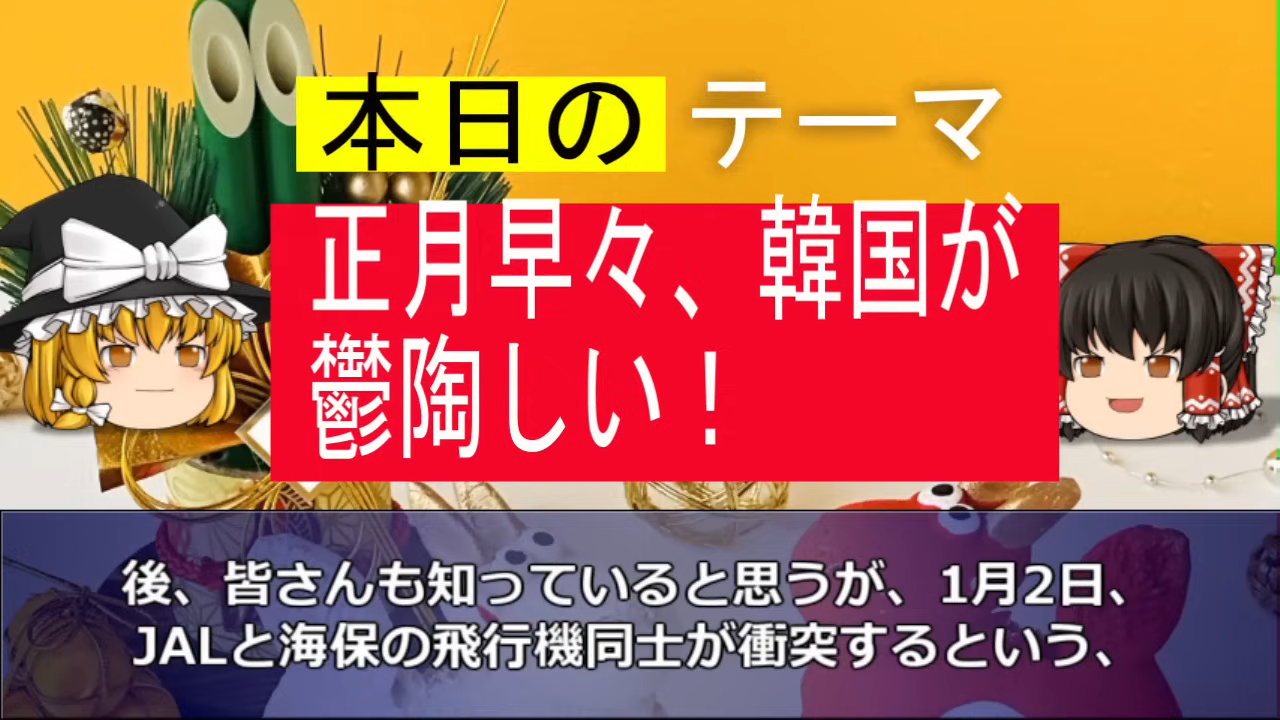 本日のテーマ
正月早々、韓国が
鬱陶しい！
後、皆さんも知っていると思うが、1月2日、
JALと海保の飛行機同士が衝突するという、